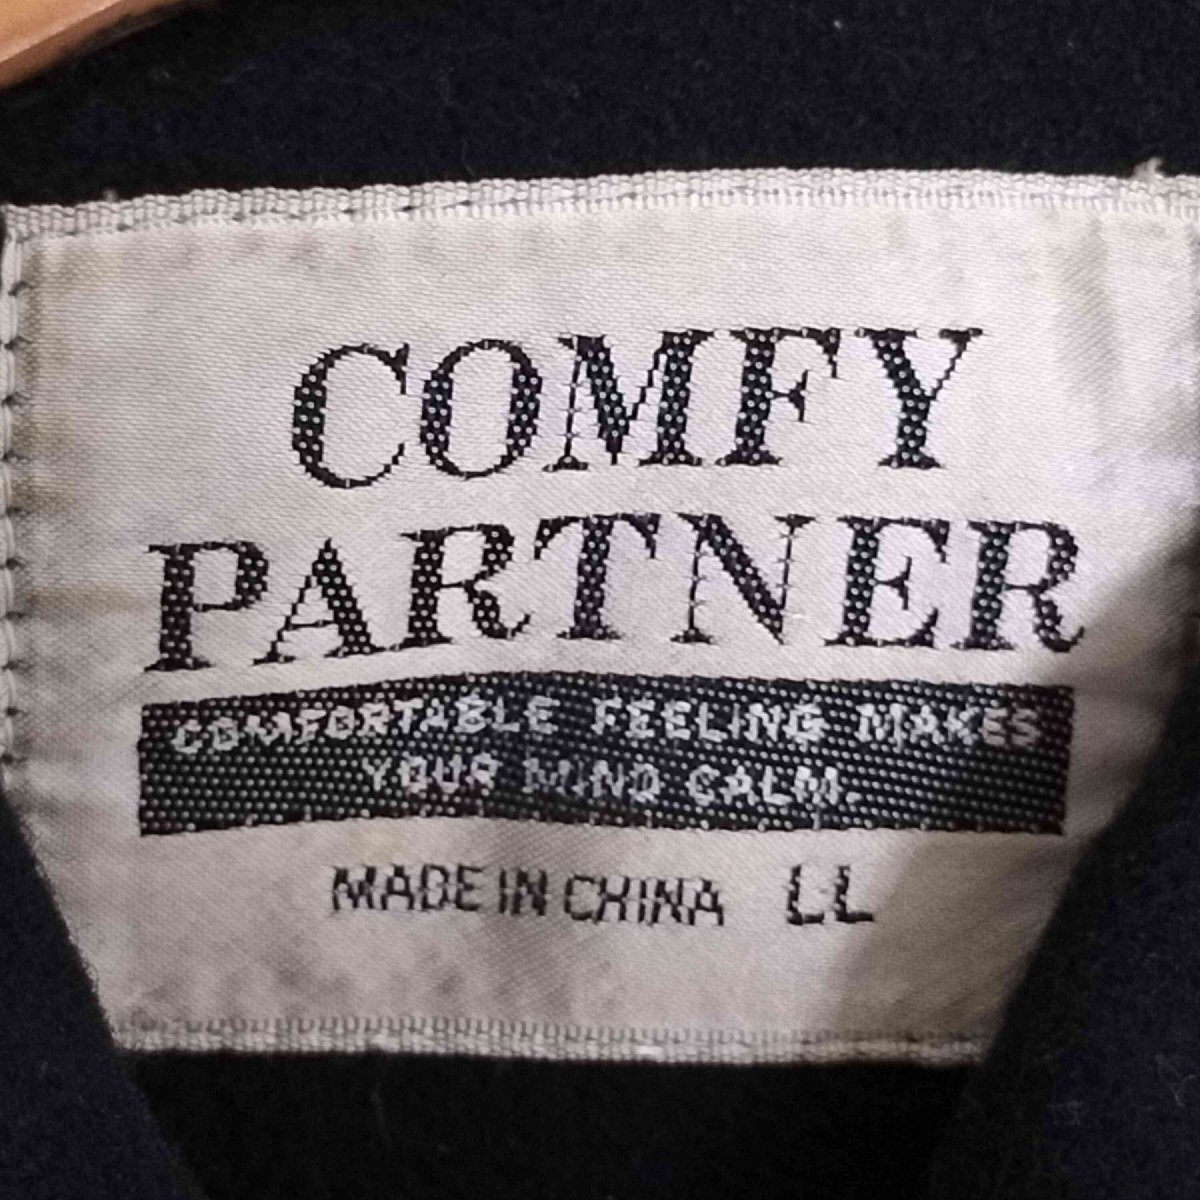 COMFY
PARTNER
COMFORTABLE FEELING MAKES
YOUR MIND CALM.
MADE IN CHINA LL